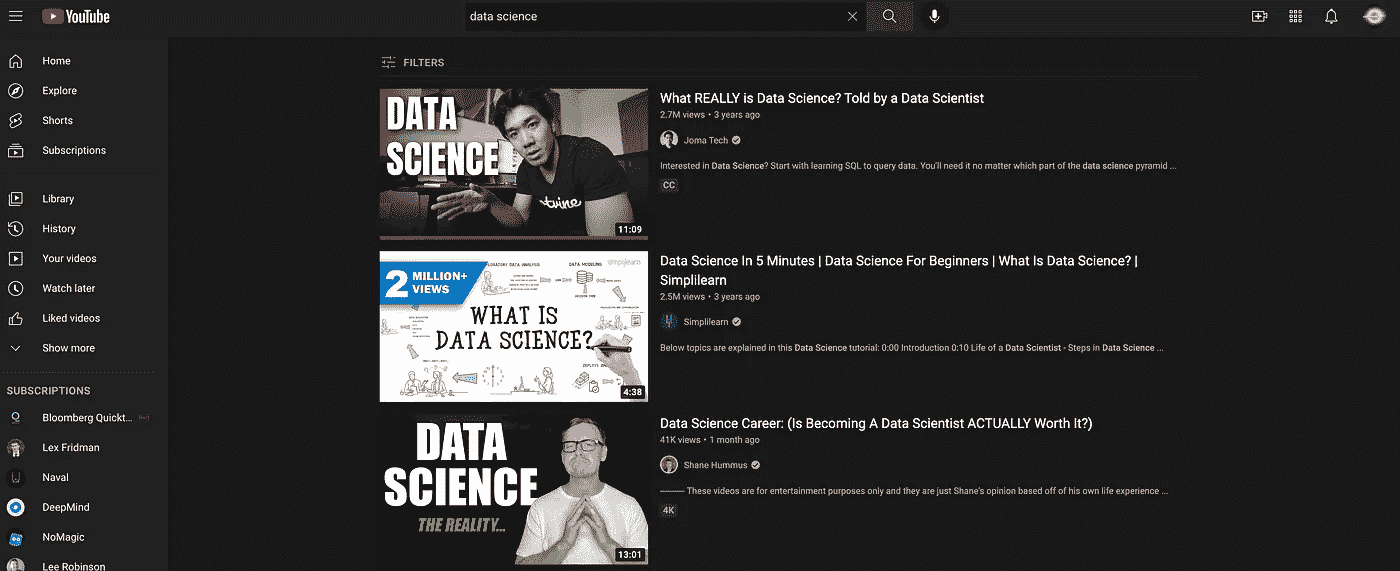 YouTube
data science
Home
Explore
Shorts
Subscriptions
Library
History
Your videos
Watch later
Liked videos
Show more
SUBSCRIPTIONS
Bloomberg Quickt...
Lex Fridman
Naval
DeepMind
NoMagic
Lee Robinson
FILTERS
DATA
SCIENCE
11:09
What REALLY is Data Science? Told by a Data Scientist
2.7M views • 3 years ago
Joma Tech
Interested in Data Science? Start with learning SQL to query data. You'll need it no matter which part of the data science pyramid ...
CC
2 MILLION+
VIEWS
DATA MODELING
simplilearn
WHAT IS
DATA SCIENCE?
4:38
Data Science In 5 Minutes | Data Science For Beginners | What Is Data Science? |
Simplilearn
2.5M views • 3 years ago
Simplilearn
Below topics are explained in this Data Science tutorial: 0:00 Introduction 0:10 Life of a Data Scientist - Steps in Data Science ...
DATA
SCIENCE
THE REALITY...
13:01
Data Science Career: (Is Becoming A Data Scientist ACTUALLY Worth It?)
41K views • 1 month ago
Shane Hummus
---------- These videos are for entertainment purposes only and they are just Shane's opinion based off of his own life experience ...
4K